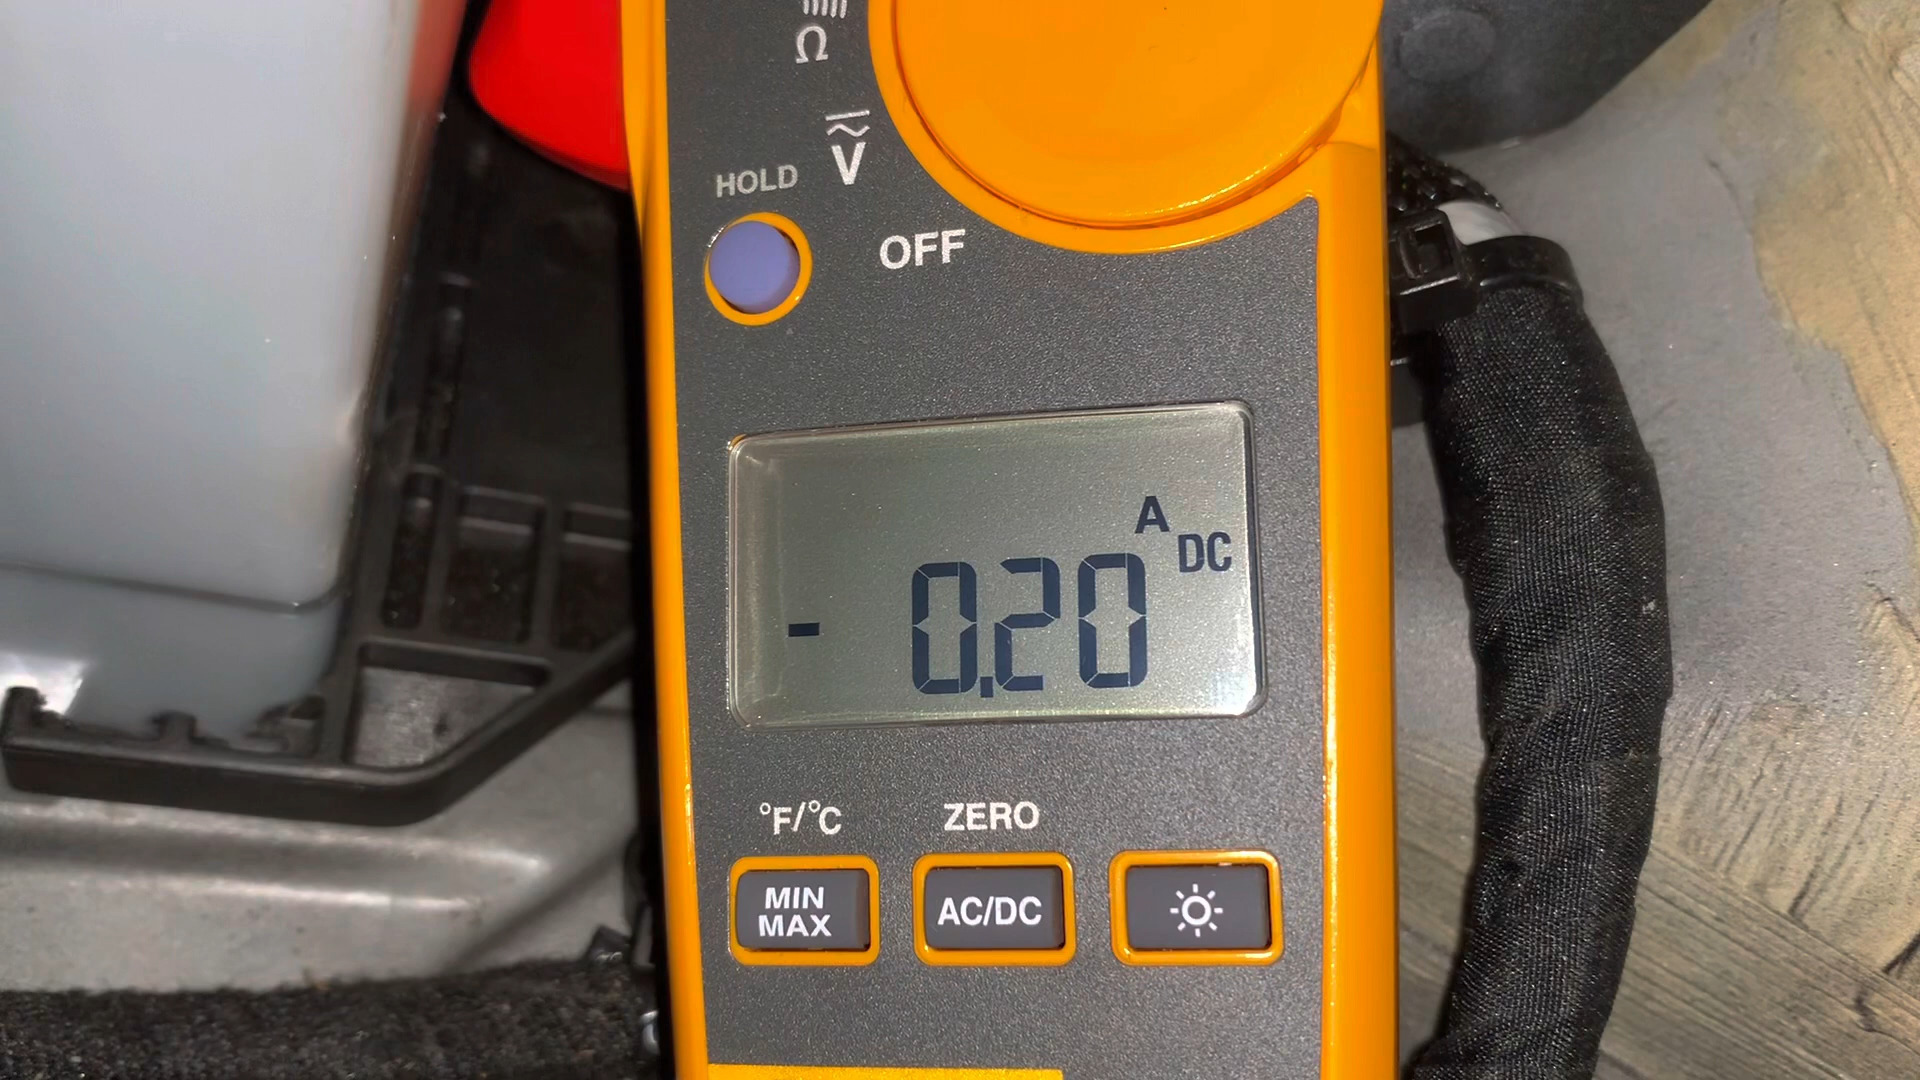 Ω
V
HOLD
OFF
A
DC
- 0.20
°F/°C
ZERO
MIN
MAX
AC/DC